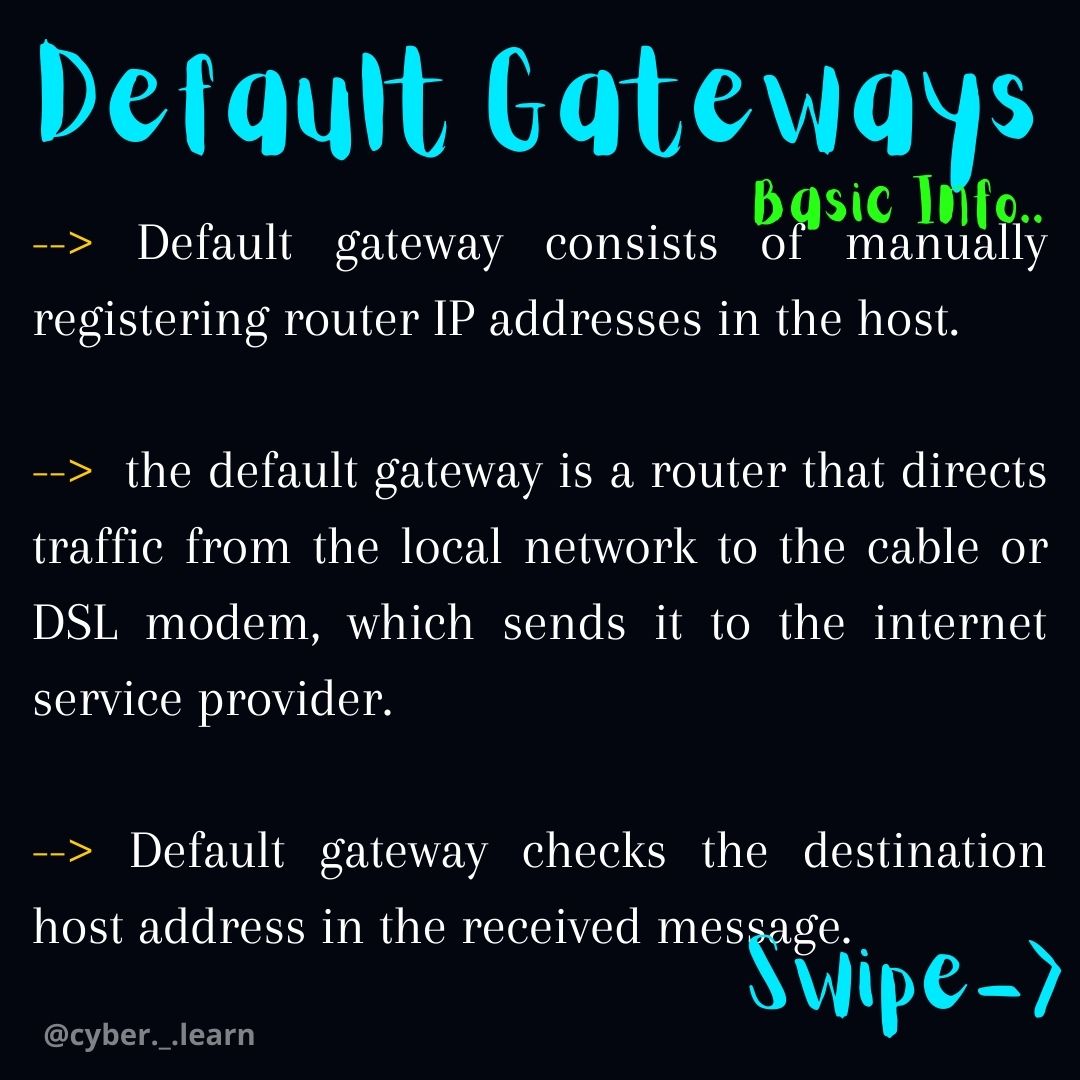 Default Gateways
Basic Info..
--> Default gateway consists of manually
registering router IP addresses in the host.
--> the default gateway is a router that directs
traffic from the local network to the cable or
DSL modem, which sends it to the internet
service provider.
--> Default gateway checks the destination
host address in the received message.
Swipe->
@cyber._.learn